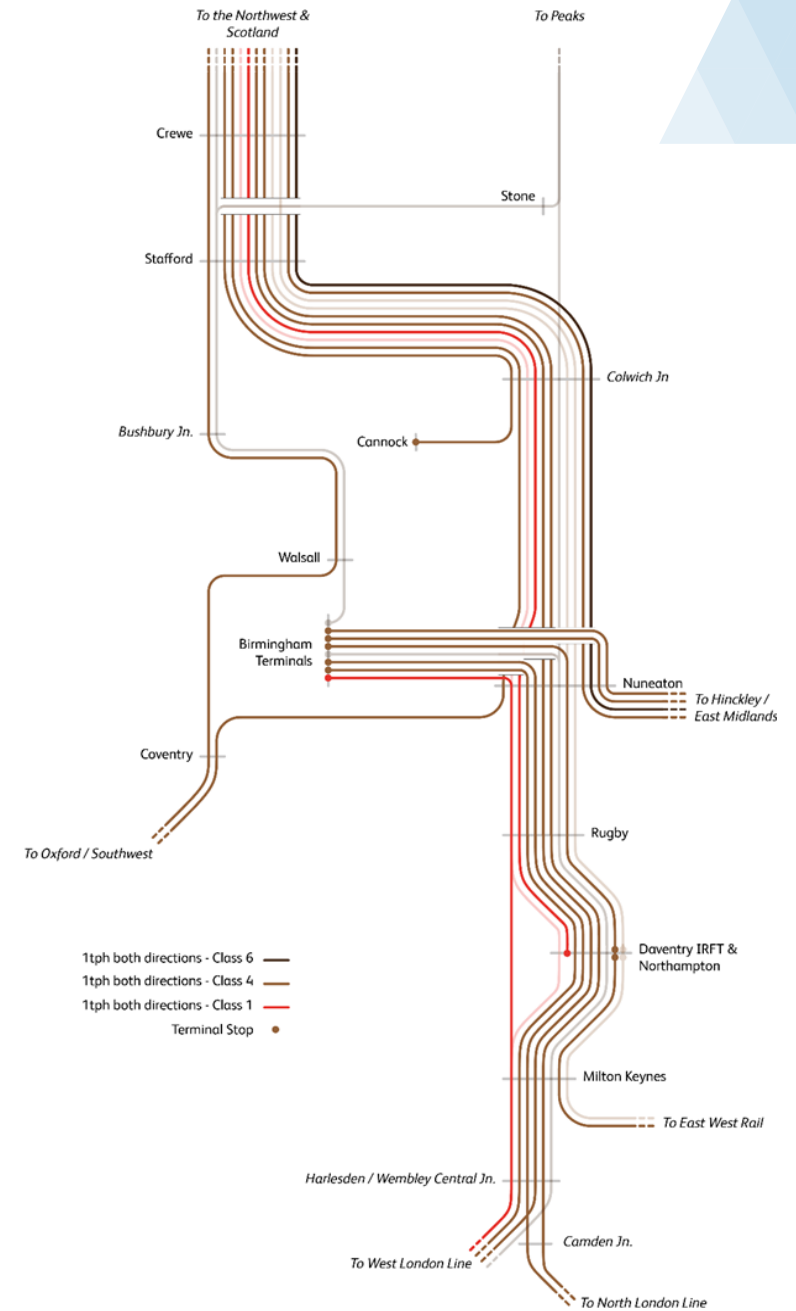 To the Northwest &
Scotland
To Peaks
Crewe
Stone
Stafford
Colwich Jn
Bushbury Jn.
Cannock
Walsall
Birmingham
Terminals
Nuneaton
To Hinckley /
East Midlands
Coventry
Rugby
To Oxford / Southwest
Daventry IRFT &
Northampton
1tph both directions - Class 6
1tph both directions - Class 4
1tph both directions - Class 1
Terminal Stop
Milton Keynes
To East West Rail
Harlesden / Wembley Central Jn.
Camden Jn.
To West London Line
To North London Line